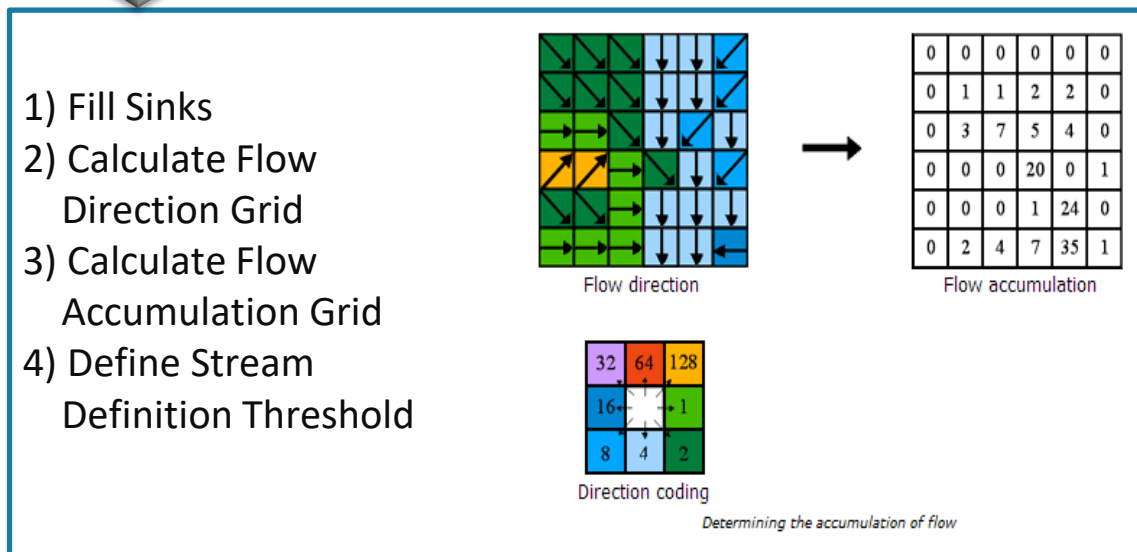 1) Fill Sinks
2) Calculate Flow
Direction Grid
3) Calculate Flow
Accumulation Grid
4) Define Stream
Definition Threshold
Flow direction
0 0 0 0 0 0
0 1 1 2 2 0
0 3 7 5 4 0
0 0 0 20 0 1
0 0 0 1 24 0
0 2 4 7 35 1
Flow accumulation
32 64 128
16 1
8 4 2
Direction coding
Determining the accumulation of flow